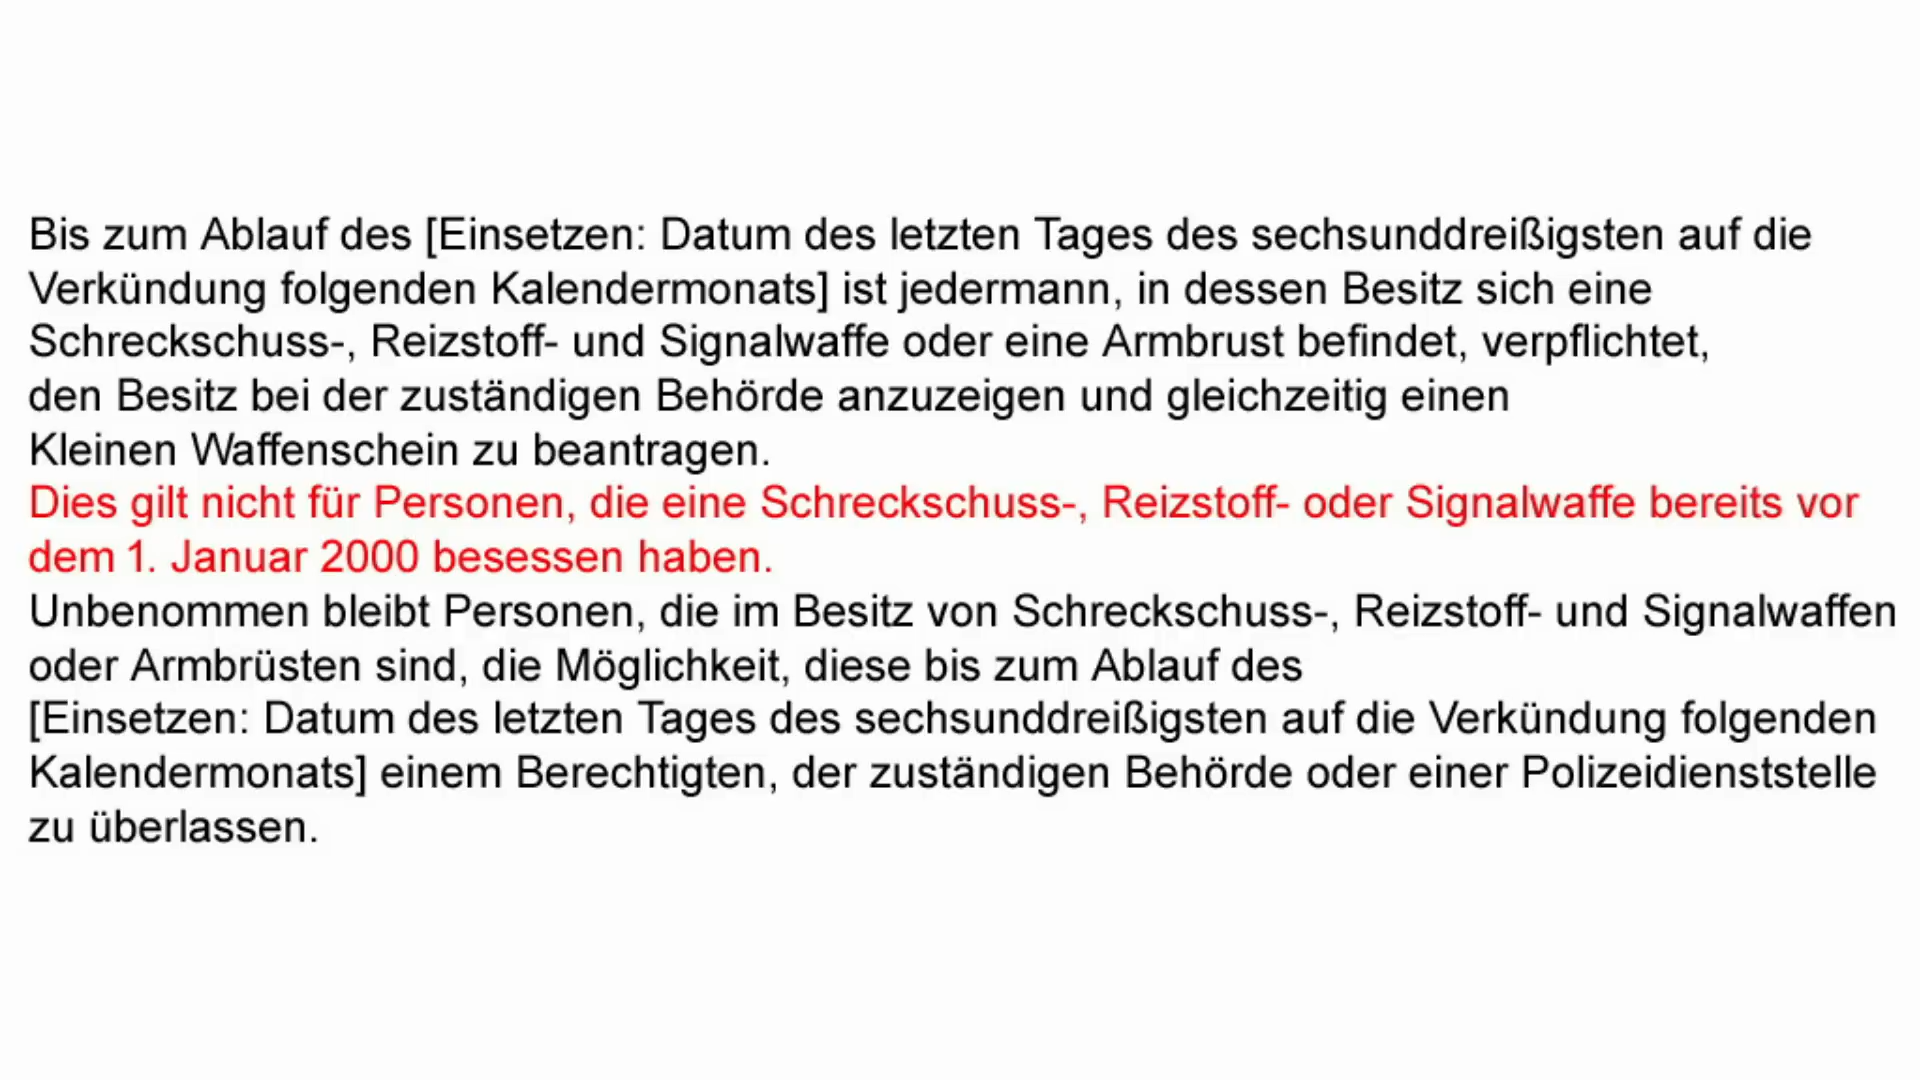 Bis zum Ablauf des [Einsetzen: Datum des letzten Tages des sechsunddreißigsten auf die
Verkündung folgenden Kalendermonats] ist jedermann, in dessen Besitz sich eine
Schreckschuss-, Reizstoff- und Signalwaffe oder eine Armbrust befindet, verpflichtet,
den Besitz bei der zuständigen Behörde anzuzeigen und gleichzeitig einen
Kleinen Waffenschein zu beantragen.
Dies gilt nicht für Personen, die eine Schreckschuss-, Reizstoff- oder Signalwaffe bereits vor
dem 1. Januar 2000 besessen haben.
Unbenommen bleibt Personen, die im Besitz von Schreckschuss-, Reizstoff- und Signalwaffen
oder Armbrüsten sind, die Möglichkeit, diese bis zum Ablauf des
[Einsetzen: Datum des letzten Tages des sechsunddreißigsten auf die Verkündung folgenden
Kalendermonats] einem Berechtigten, der zuständigen Behörde oder einer Polizeidienststelle
zu überlassen.